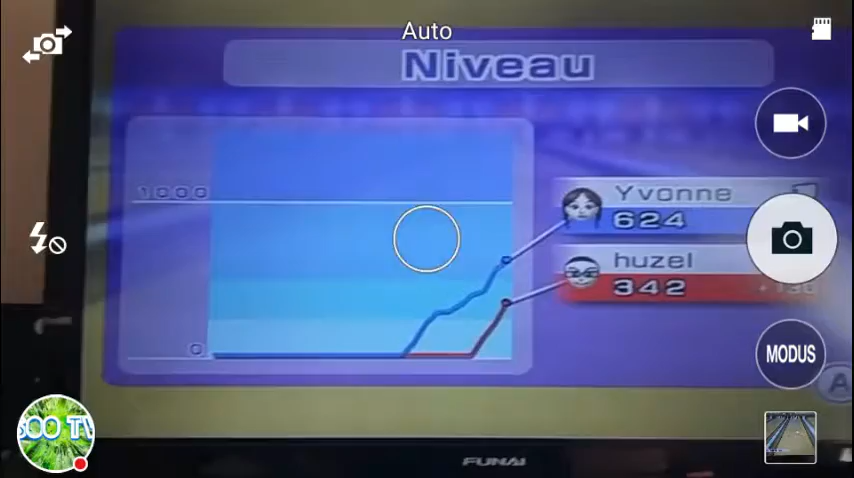 Auto
Niveau
1000
Yvonne
624
huzel
342
0
MODUS
A
FUNAI